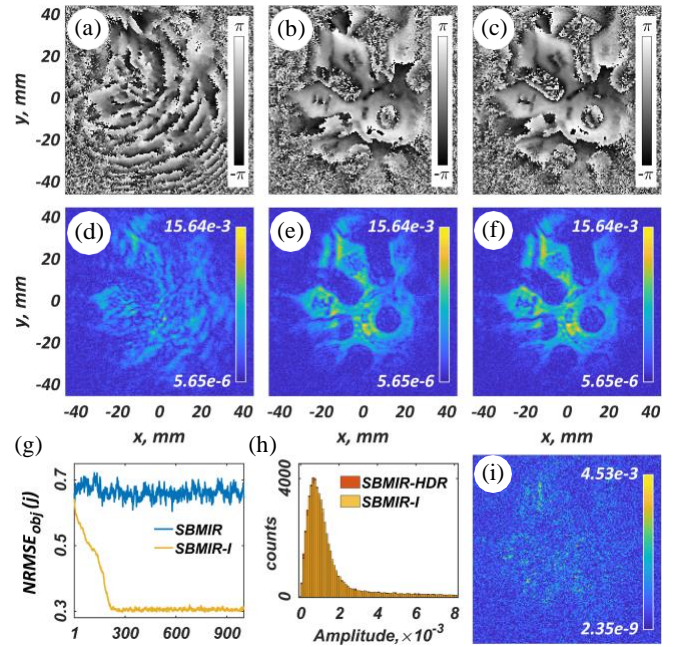 (a) (b) (c)
π π π
-π -π -π
y, mm
40
20
0
-20
-40
(d) (e) (f)
15.64e-3 15.64e-3 15.64e-3
5.65e-6 5.65e-6 5.65e-6
y, mm
40
20
0
-20
-40
-40 -20 0 20 40 -40 -20 0 20 40 -40 -20 0 20 40
x, mm x, mm x, mm
(g) (h) (i)
NRMSE obj (j)
0.7
0.5
0.3
SBMIR
SBMIR-I
1 300 600 900
counts
4000
0
SBMIR-HDR
SBMIR-I
0 2 4 6 8
Amplitude, ×10⁻³
4.53e-3
2.35e-9